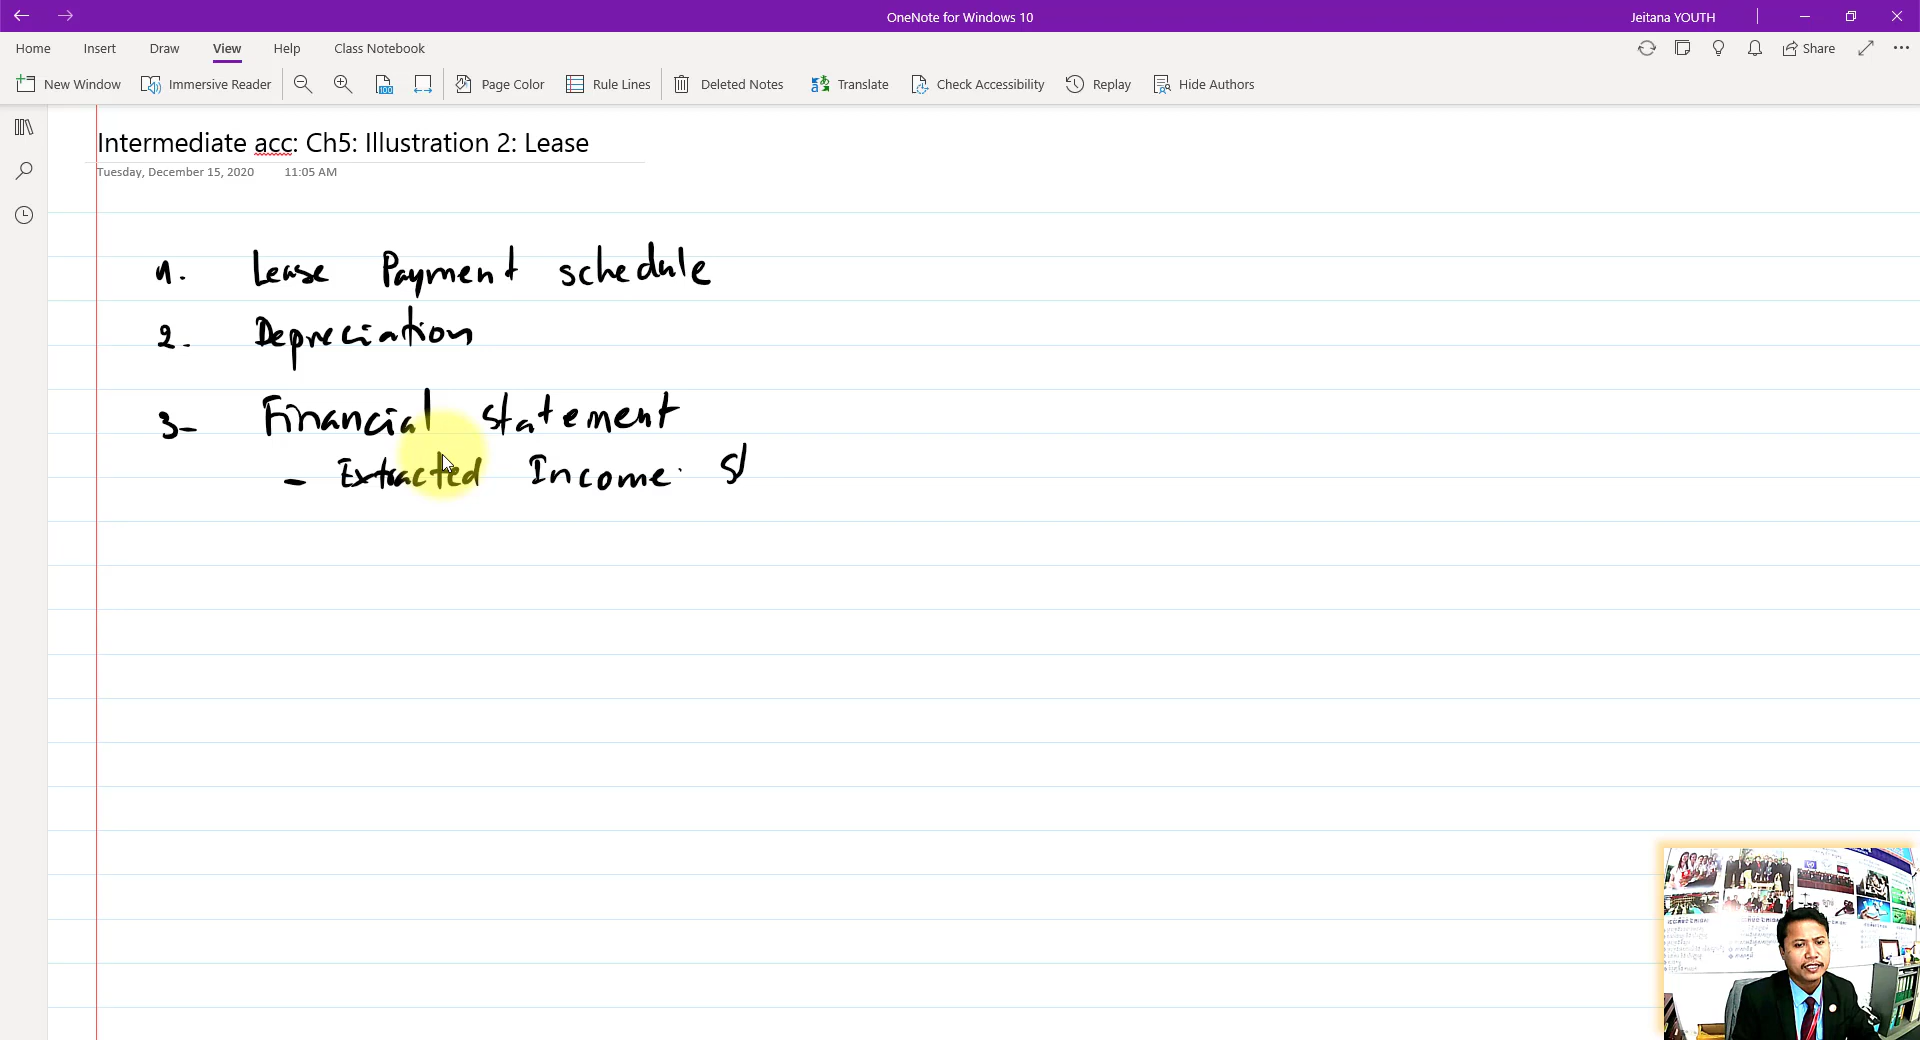 OneNote for Windows 10
Jeitana YOUTH
Home Insert Draw View Help Class Notebook
Share
New Window Immersive Reader Page Color Rule Lines Deleted Notes Translate Check Accessibility Replay Hide Authors
Intermediate acc: Ch5: Illustration 2: Lease
Tuesday, December 15, 2020 11:05 AM
1. Lease Payment schedule
2. Depreciation
3- Financial statement
- Extracted Income. st